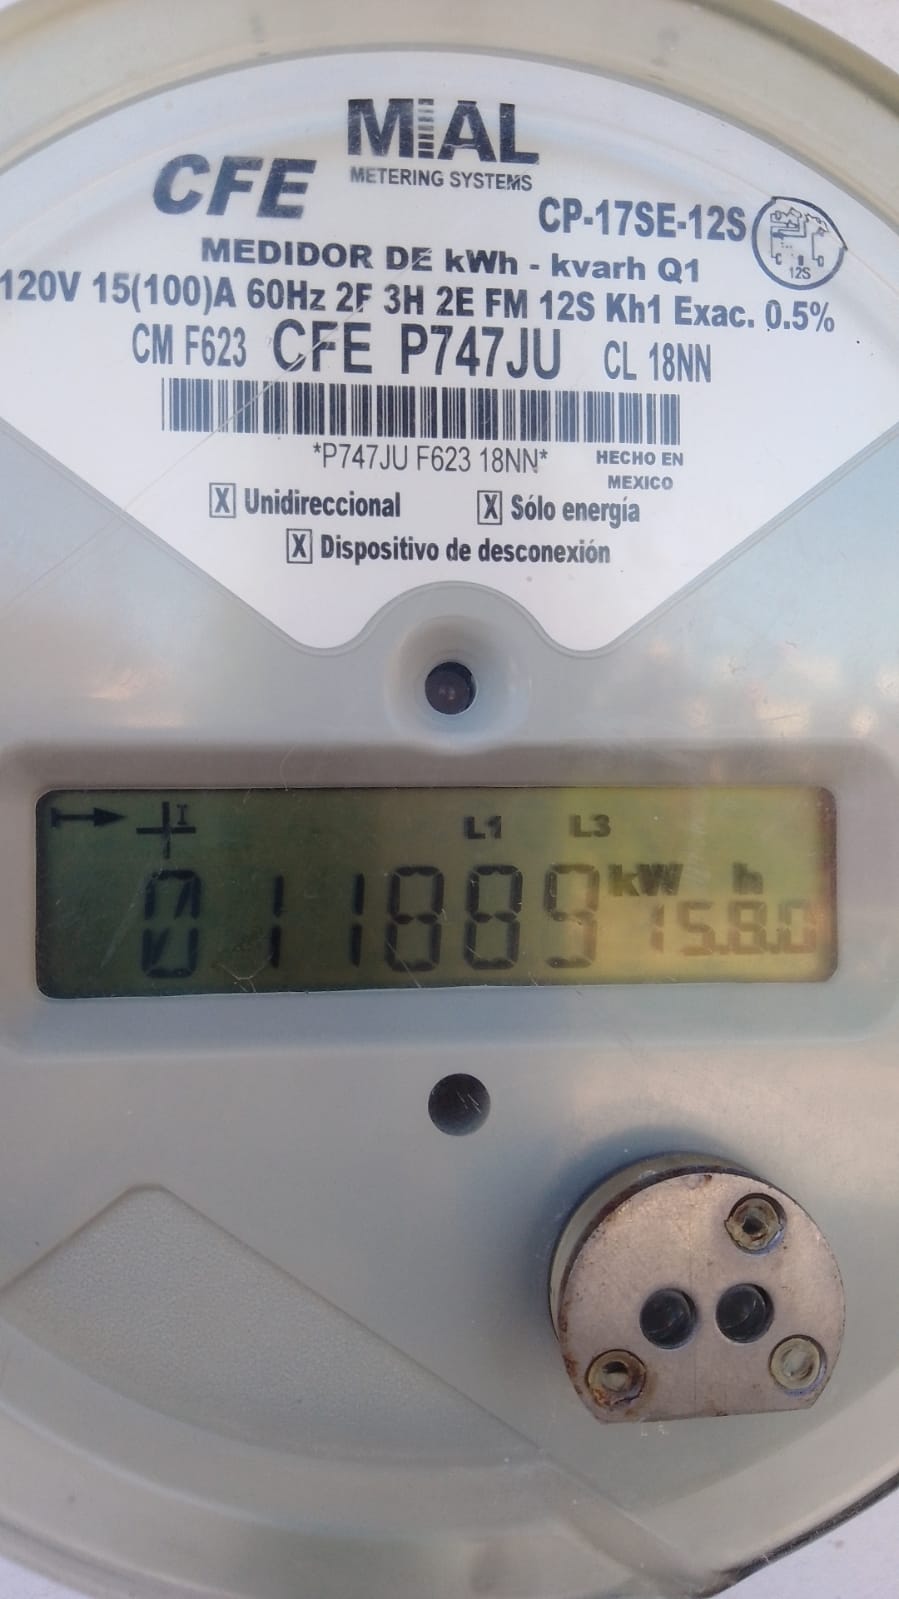 MIAL
METERING SYSTEMS
CFE
CP-17SE-12S
12S
MEDIDOR DE kWh - kvarh Q1
120V 15(100)A 60Hz 2F 3H 2E FM 12S Kh1 Exac. 0.5%
CM F623 CFE P747JU CL 18NN
*P747JU F623 18NN*
HECHO EN
MEXICO
X Unidireccional X Sólo energía
X Dispositivo de desconexión
I L1 L3
011889 kW h 15.8.0